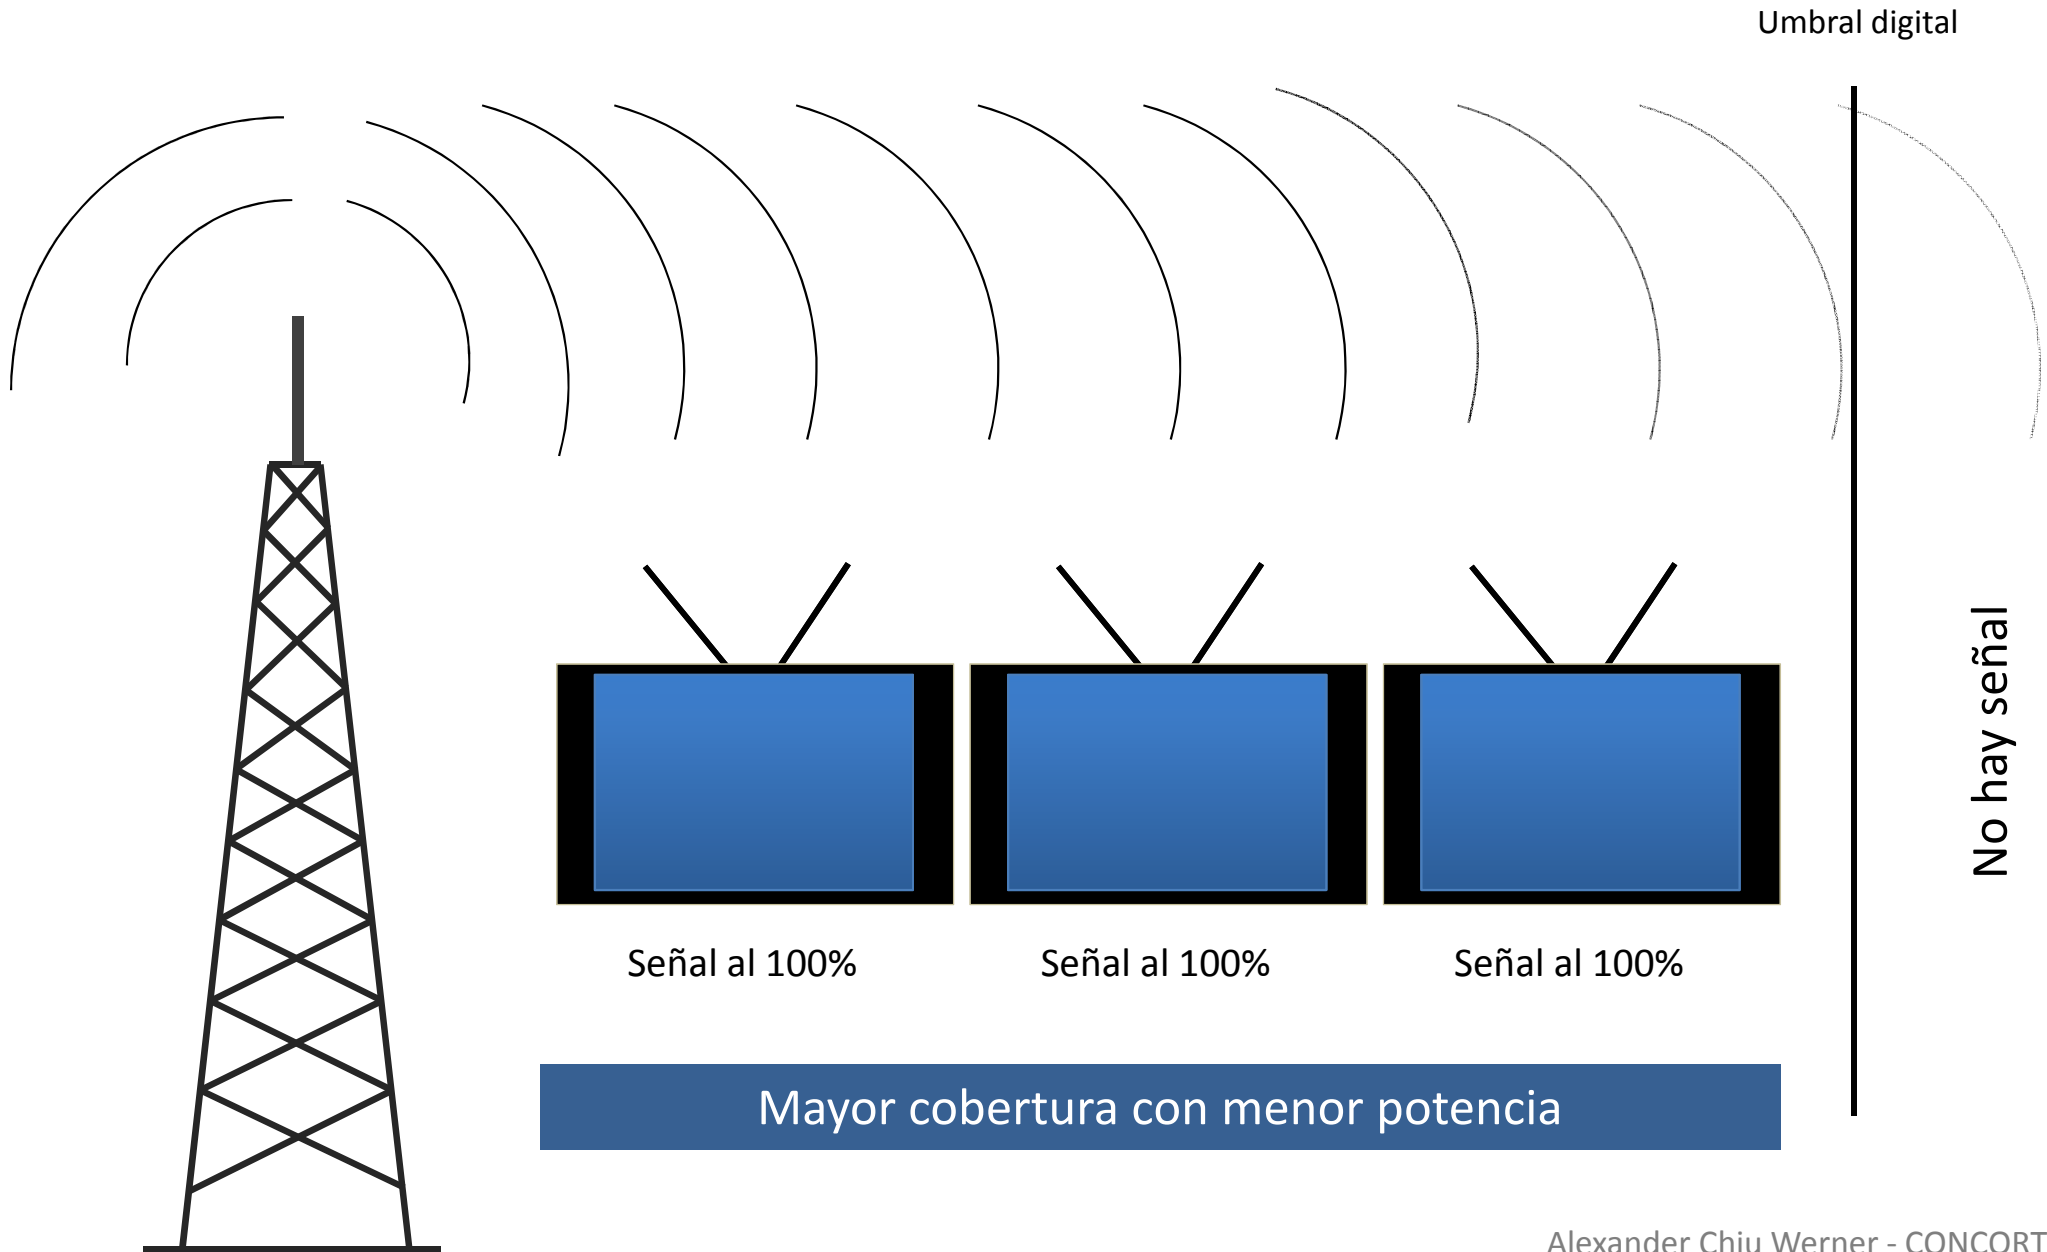 Umbral digital
No hay señal
Señal al 100%
Señal al 100%
Señal al 100%
Mayor cobertura con menor potencia
Alexander Chiu Werner - CONCORT